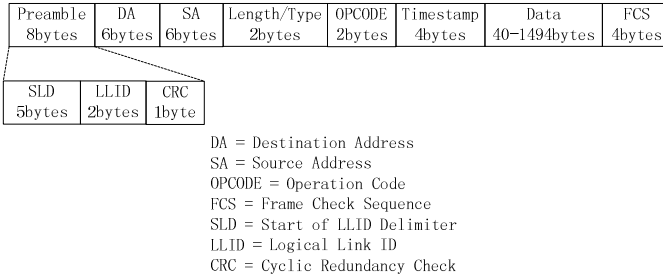 Preamble DA SA Length/Type OPCODE Timestamp Data FCS
8bytes 6bytes 6bytes 2bytes 2bytes 4bytes 40-1494bytes 4bytes
SLD LLID CRC
5bytes 2bytes 1byte
DA = Destination Address
SA = Source Address
OPCODE = Operation Code
FCS = Frame Check Sequence
SLD = Start of LLID Delimiter
LLID = Logical Link ID
CRC = Cyclic Redundancy Check